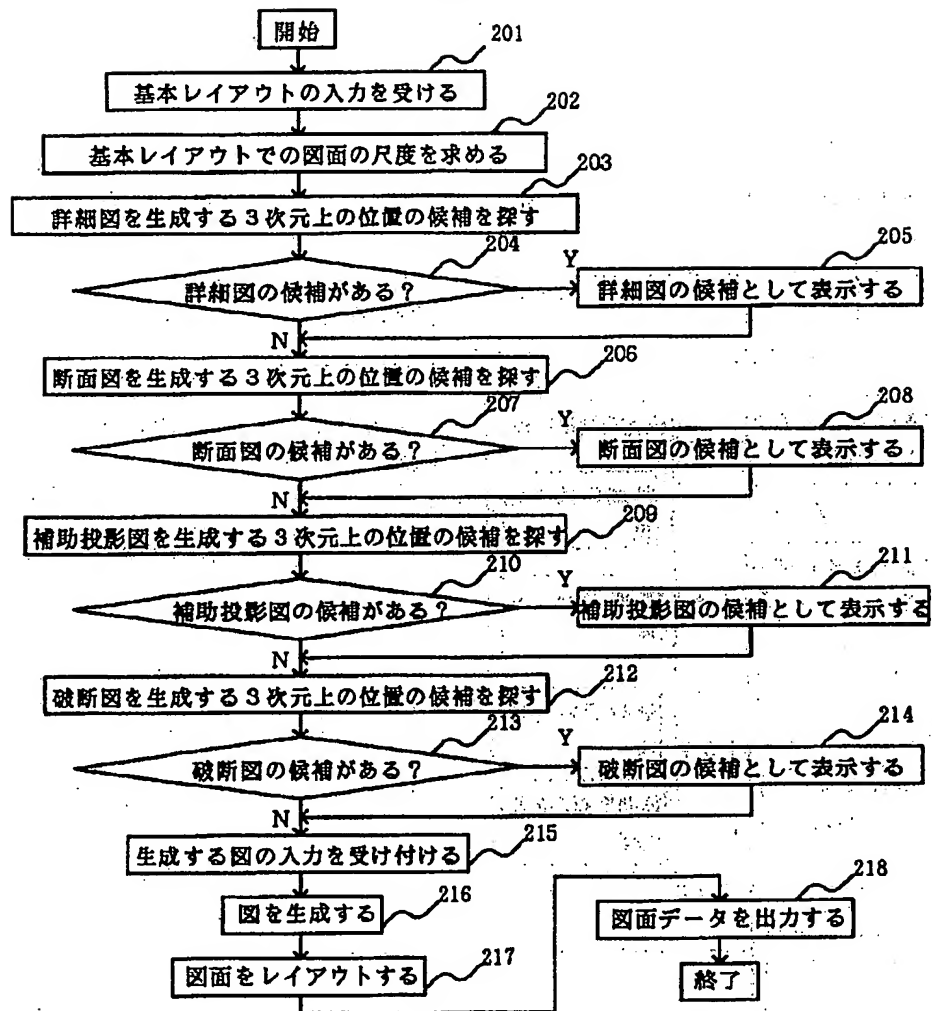 開始
201
基本レイアウトの入力を受ける
202
基本レイアウトでの図面の尺度を求める
203
詳細図を生成する3次元上の位置の候補を探す
204
詳細図の候補がある?
Y
205
詳細図の候補として表示する
N
206
断面図を生成する3次元上の位置の候補を探す
207
断面図の候補がある?
Y
208
断面図の候補として表示する
N
209
補助投影図を生成する3次元上の位置の候補を探す
210
補助投影図の候補がある?
Y
211
補助投影図の候補として表示する
N
212
破断図を生成する3次元上の位置の候補を探す
213
破断図の候補がある?
Y
214
破断図の候補として表示する
N
215
生成する図の入力を受け付ける
216
図を生成する
217
図面をレイアウトする
218
図面データを出力する
終了